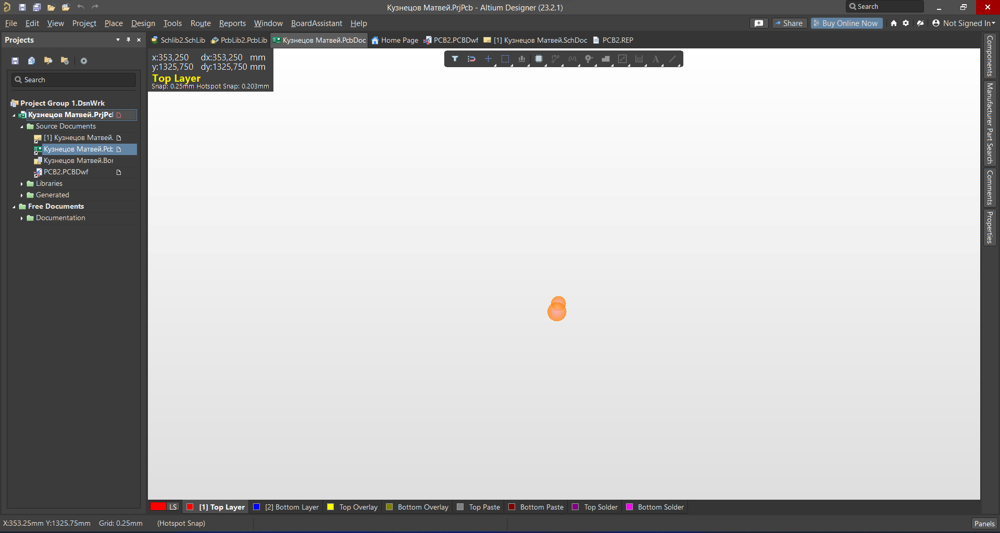 Кузнецов Матвей.PrjPcb - Altium Designer (23.2.1)
Search
File Edit View Project Place Design Tools Route Reports Window BoardAssistant Help
Share Buy Online Now Not Signed In
Projects
Schlib2.SchLib PcbLib2.PcbLib Кузнецов Матвей.PcbDoc Home Page PCB2.PCBDwf [1] Кузнецов Матвей.SchDoc PCB2.REP
x:353,250 dx:353,250 mm
y:1325,750 dy:1325,750 mm
Top Layer
Snap: 0.25mm Hotspot Snap: 0.203mm
Search
Project Group 1.DsnWrk
Кузнецов Матвей.PrjPcl
Source Documents
[1] Кузнецов Матвей.
Кузнецов Матвей.Pcb
Кузнецов Матвей.Bor
PCB2.PCBDwf
Libraries
Generated
Free Documents
Documentation
Components
Manufacturer Part Search
Comments
Properties
LS [1] Top Layer [2] Bottom Layer Top Overlay Bottom Overlay Top Paste Bottom Paste Top Solder Bottom Solder
X:353.25mm Y:1325.75mm Grid: 0.25mm (Hotspot Snap)
Panels